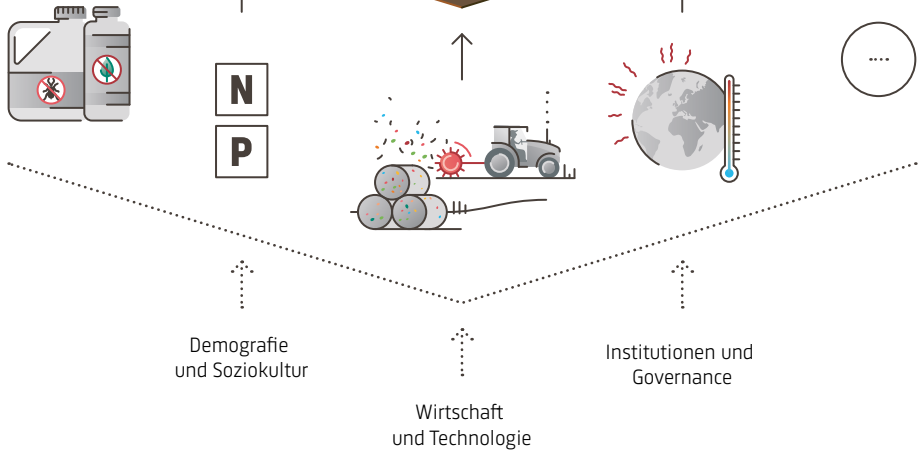 ....
N
P
Demografie
und Soziokultur
Institutionen und
Governance
Wirtschaft
und Technologie